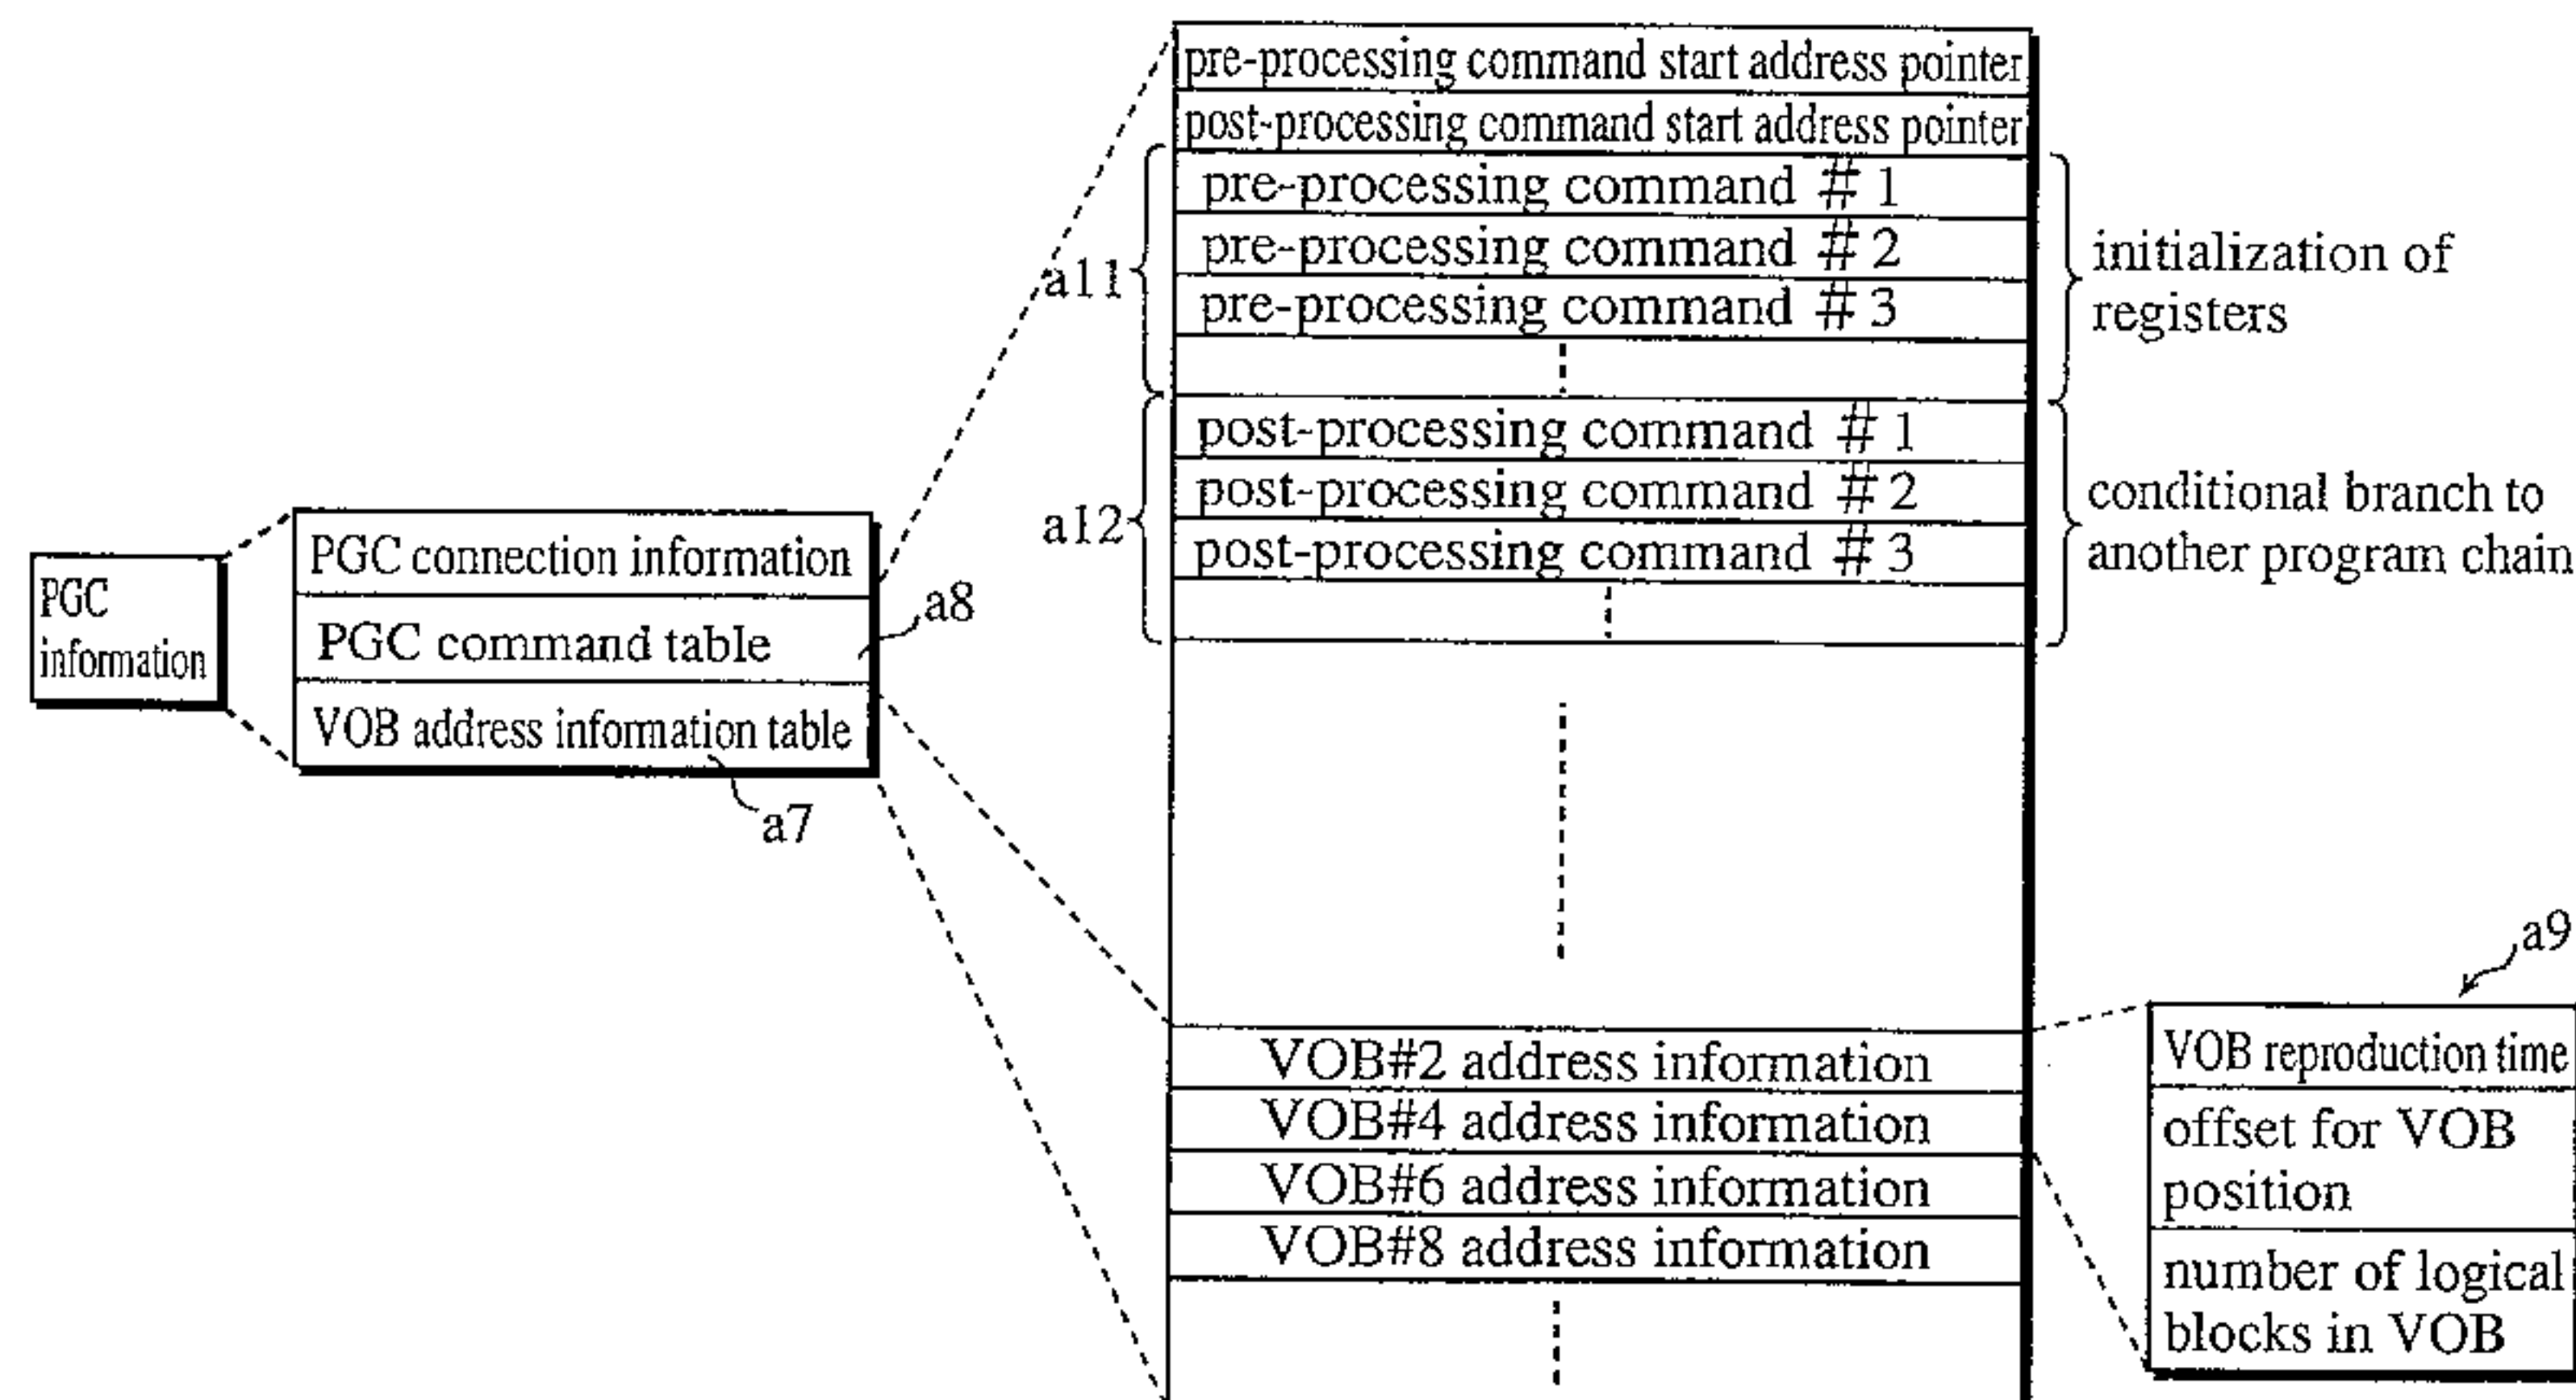 PGC
information
PGC connection information
PGC command table
VOB address information table
a8
a7
pre-processing command start address pointer
post-processing command start address pointer
pre-processing command # 1
pre-processing command # 2
pre-processing command # 3
a11
initialization of
registers
post-processing command # 1
post-processing command # 2
post-processing command # 3
a12
conditional branch to
another program chain
VOB#2 address information
VOB#4 address information
VOB#6 address information
VOB#8 address information
a9
VOB reproduction time
offset for VOB
position
number of logical
blocks in VOB